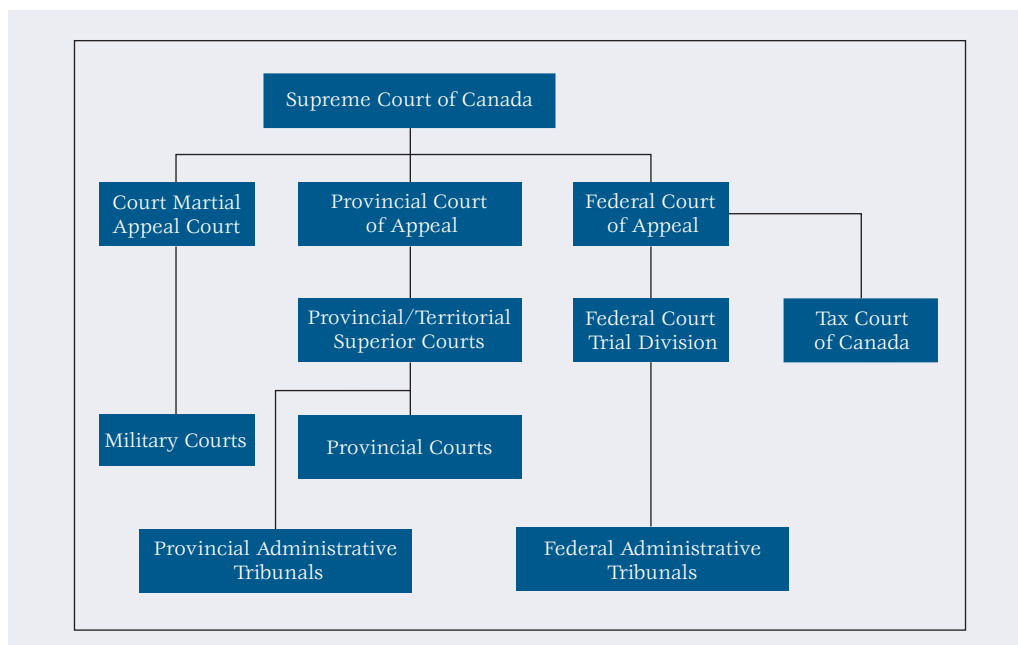 Supreme Court of Canada
Court Martial
Appeal Court
Provincial Court
of Appeal
Federal Court
of Appeal
Provincial/Territorial
Superior Courts
Federal Court
Trial Division
Tax Court
of Canada
Military Courts
Provincial Courts
Provincial Administrative
Tribunals
Federal Administrative
Tribunals